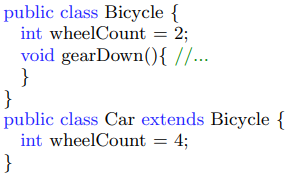 public class Bicycle {
int wheelCount = 2;
void gearDown(){ //...
}
}
public class Car extends Bicycle {
int wheelCount = 4;
}